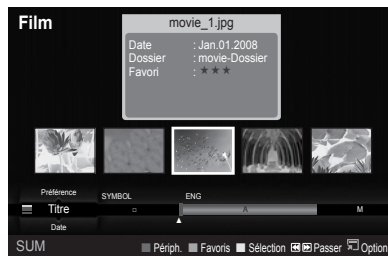 Film
movie_1.jpg
Date : Jan.01.2008
Dossier : movie-Dossier
Favori : ★ ★ ★
Préférence
SYMBOL ENG
Titre A M
Date
SUM Périph. Favoris Sélection Passer Option